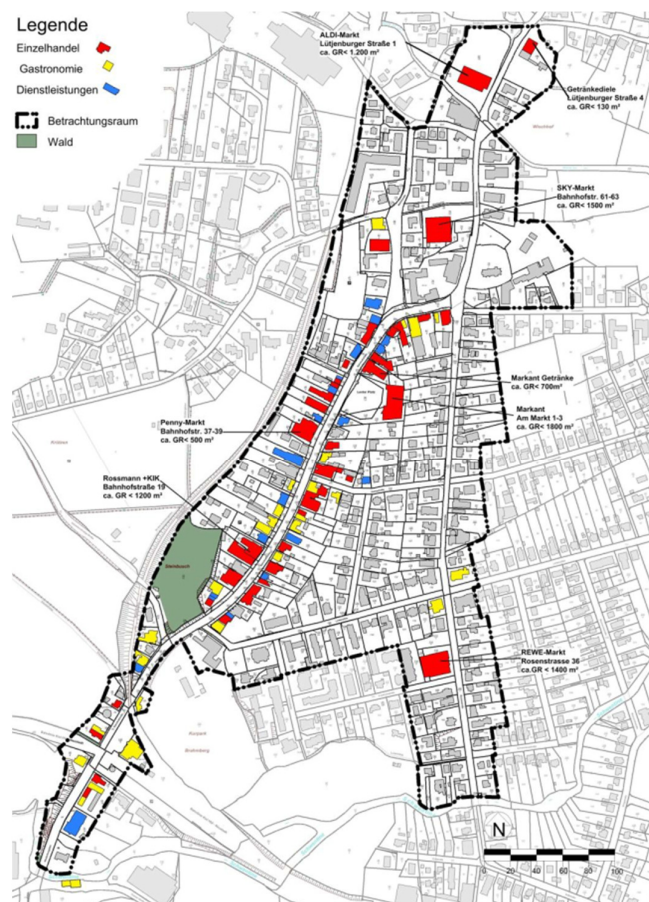 Legende
Einzelhandel
Gastronomie
Dienstleistungen
Betrachtungsraum
Wald
ALDI-Markt
Lütjenburger Straße 1
ca. GR< 1.200 m²
Getränkediele
Lütjenburger Straße 4
ca. GR< 130 m²
SKY-Markt
Bahnhofstr. 61-63
ca. GR< 1500 m²
Markant Getränke
ca. GR< 700m²
Markant
Am Markt 1-3
ca. GR< 1800 m²
Penny-Markt
Bahnhofstr. 37-39
ca. GR< 500 m²
Rossmann +KIK
Bahnhofstraße 19
ca. GR < 1200 m²
REWE-Markt
Rosenstrasse 36
ca.GR < 1400 m²
Kurpark
N
0 20 40 60 80 100